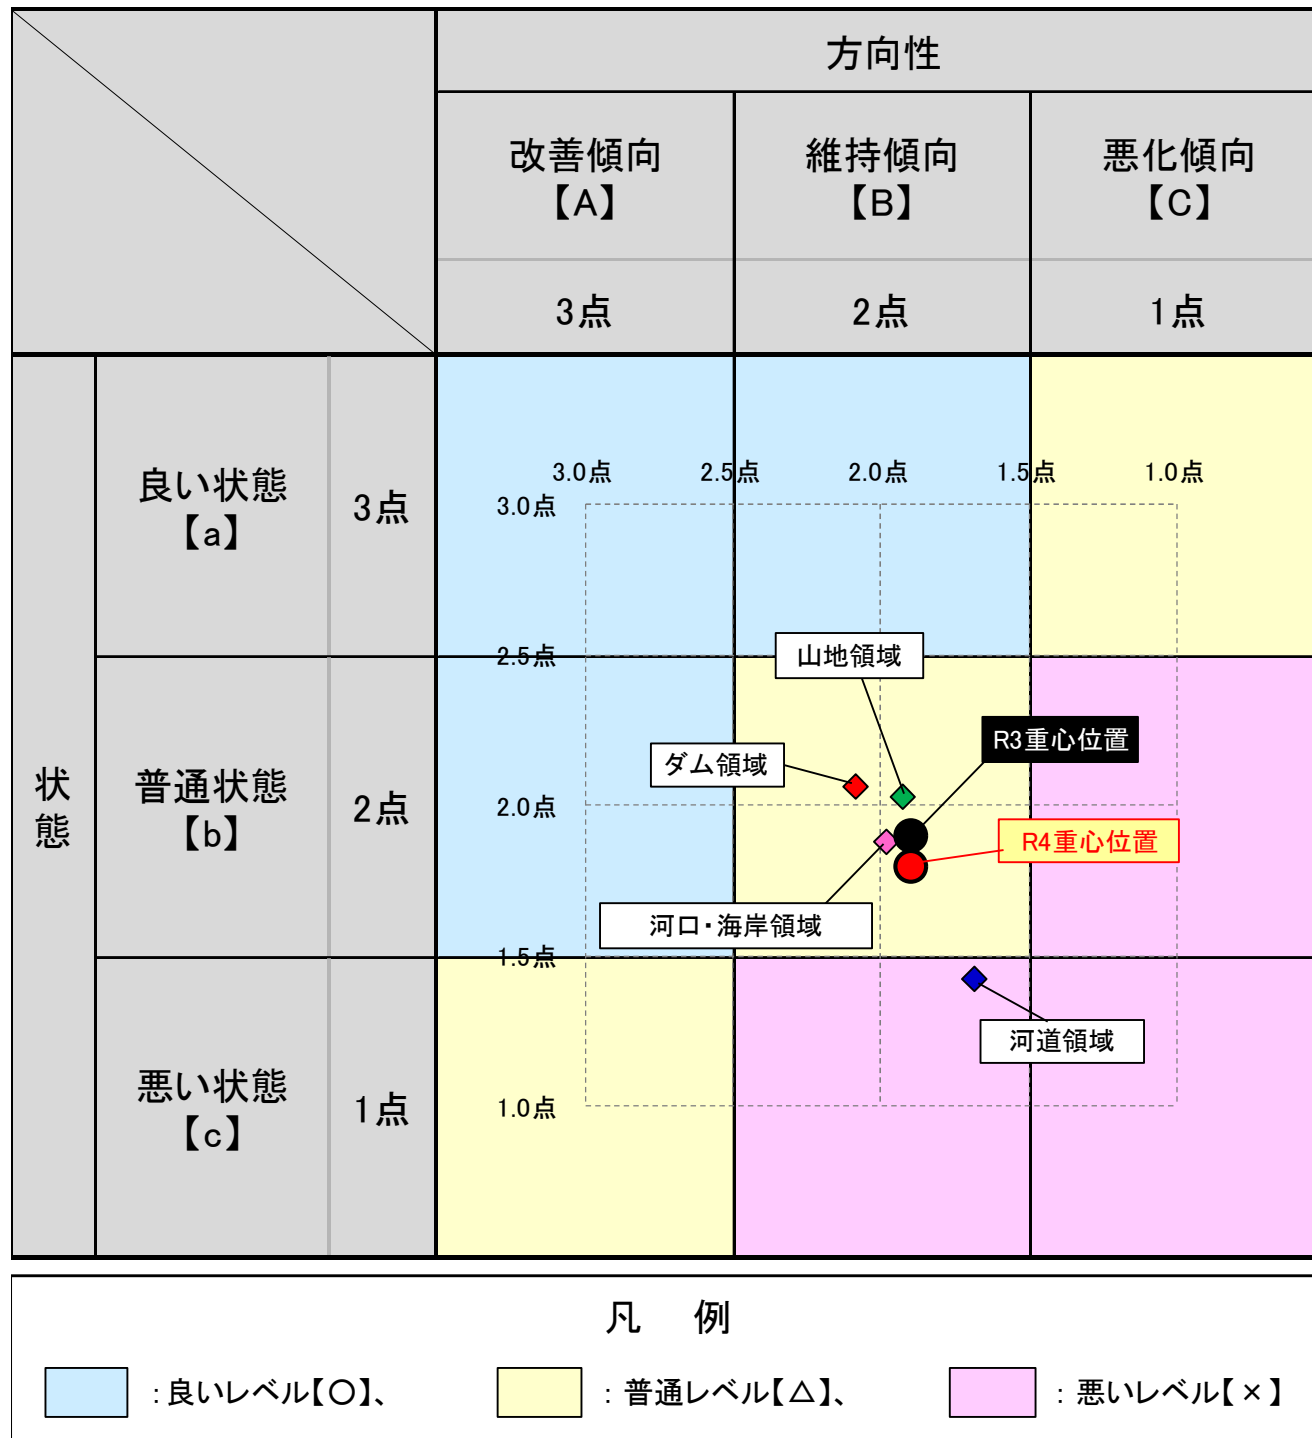 方向性
改善傾向
【A】
維持傾向
【B】
悪化傾向
【C】
3点
2点
1点
状態
良い状態
【a】
3点
普通状態
【b】
2点
悪い状態
【c】
1点
3.0点
2.5点
2.0点
1.5点
1.0点
3.0点
2.5点
2.0点
1.5点
1.0点
山地領域
ダム領域
R3重心位置
R4重心位置
河口・海岸領域
河道領域
凡　例
：良いレベル【○】、
：普通レベル【△】、
：悪いレベル【×】